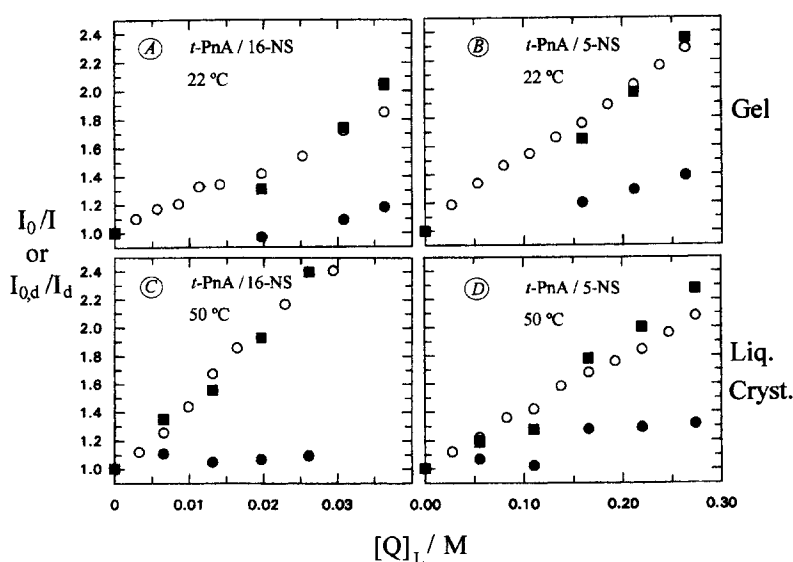 A t-PnA / 16-NS
22 ºC
B t-PnA / 5-NS
22 ºC
Gel
2.4
2.2
2.0
1.8
1.6
1.4
1.2
1.0
I₀/I
or
I₀,d/I_d
C t-PnA / 16-NS
50 ºC
D t-PnA / 5-NS
50 ºC
Liq.
Cryst.
2.4
2.2
2.0
1.8
1.6
1.4
1.2
1.0
0 0.01 0.02 0.03 0.00 0.10 0.20 0.30
[Q]_L / M